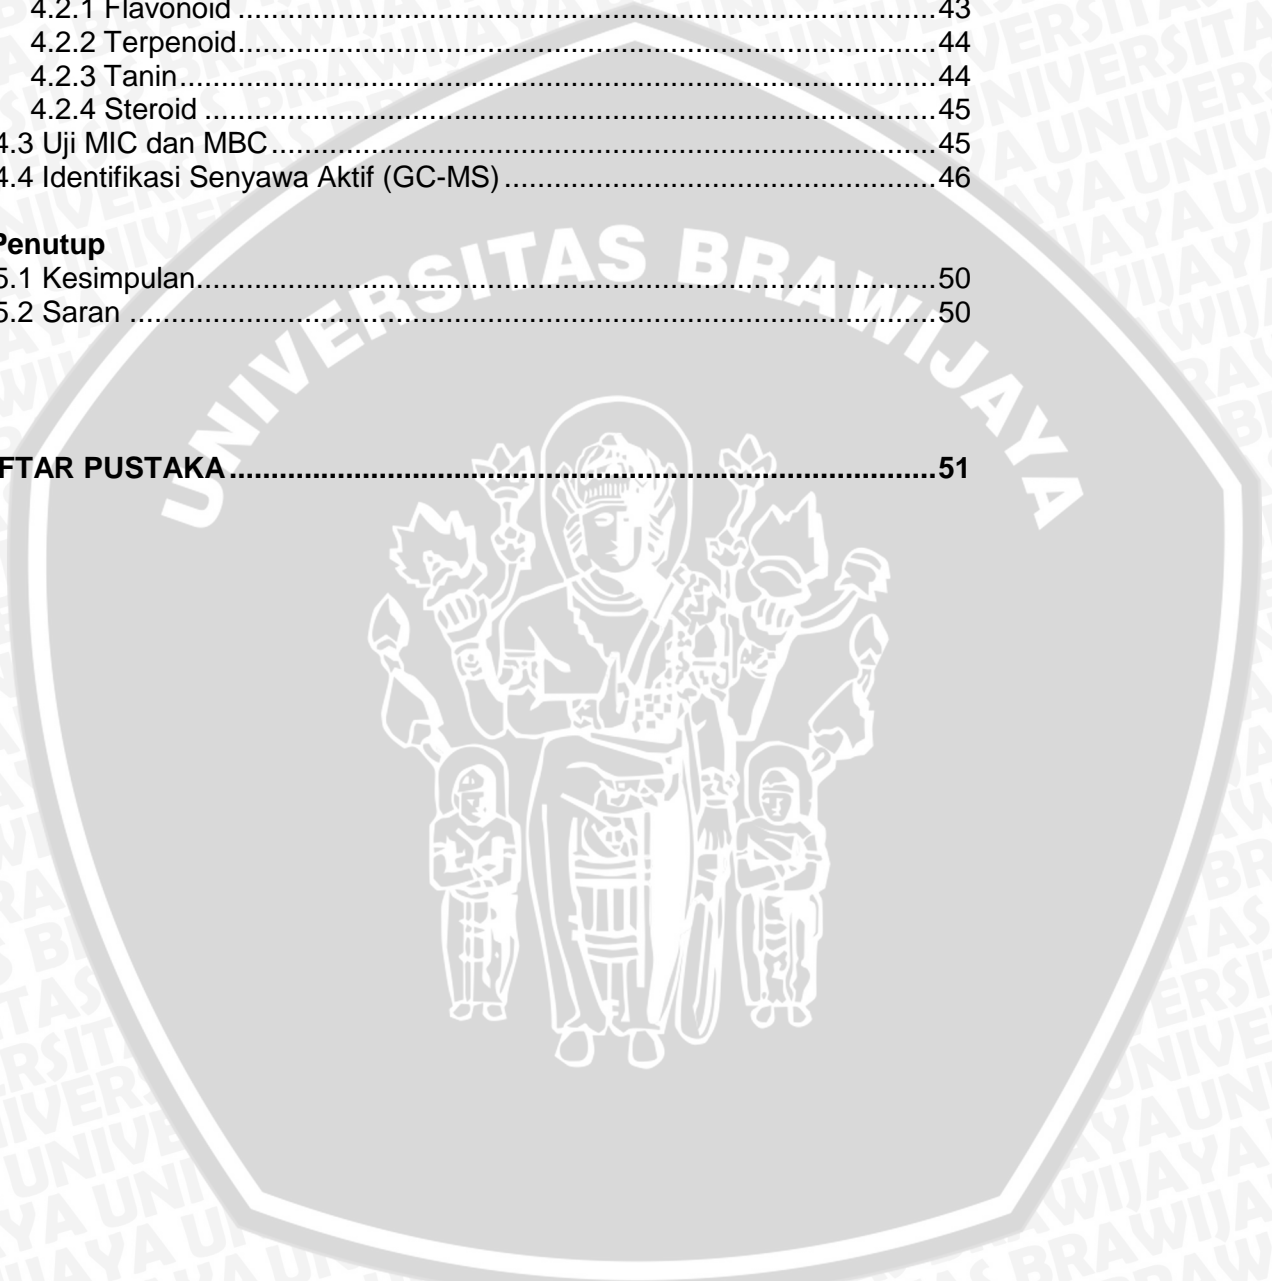 4.2.1 Flavonoid.......................................................................................43
4.2.2 Terpenoid......................................................................................44
4.2.3 Tanin.............................................................................................44
4.2.4 Steroid ..........................................................................................45
4.3 Uji MIC dan MBC................................................................................45
4.4 Identifikasi Senyawa Aktif (GC-MS)....................................................46
Penutup
5.1 Kesimpulan.........................................................................................50
5.2 Saran .................................................................................................50
FTAR PUSTAKA.....................................................................................51
UNIVERSITAS BRAWIJAYA